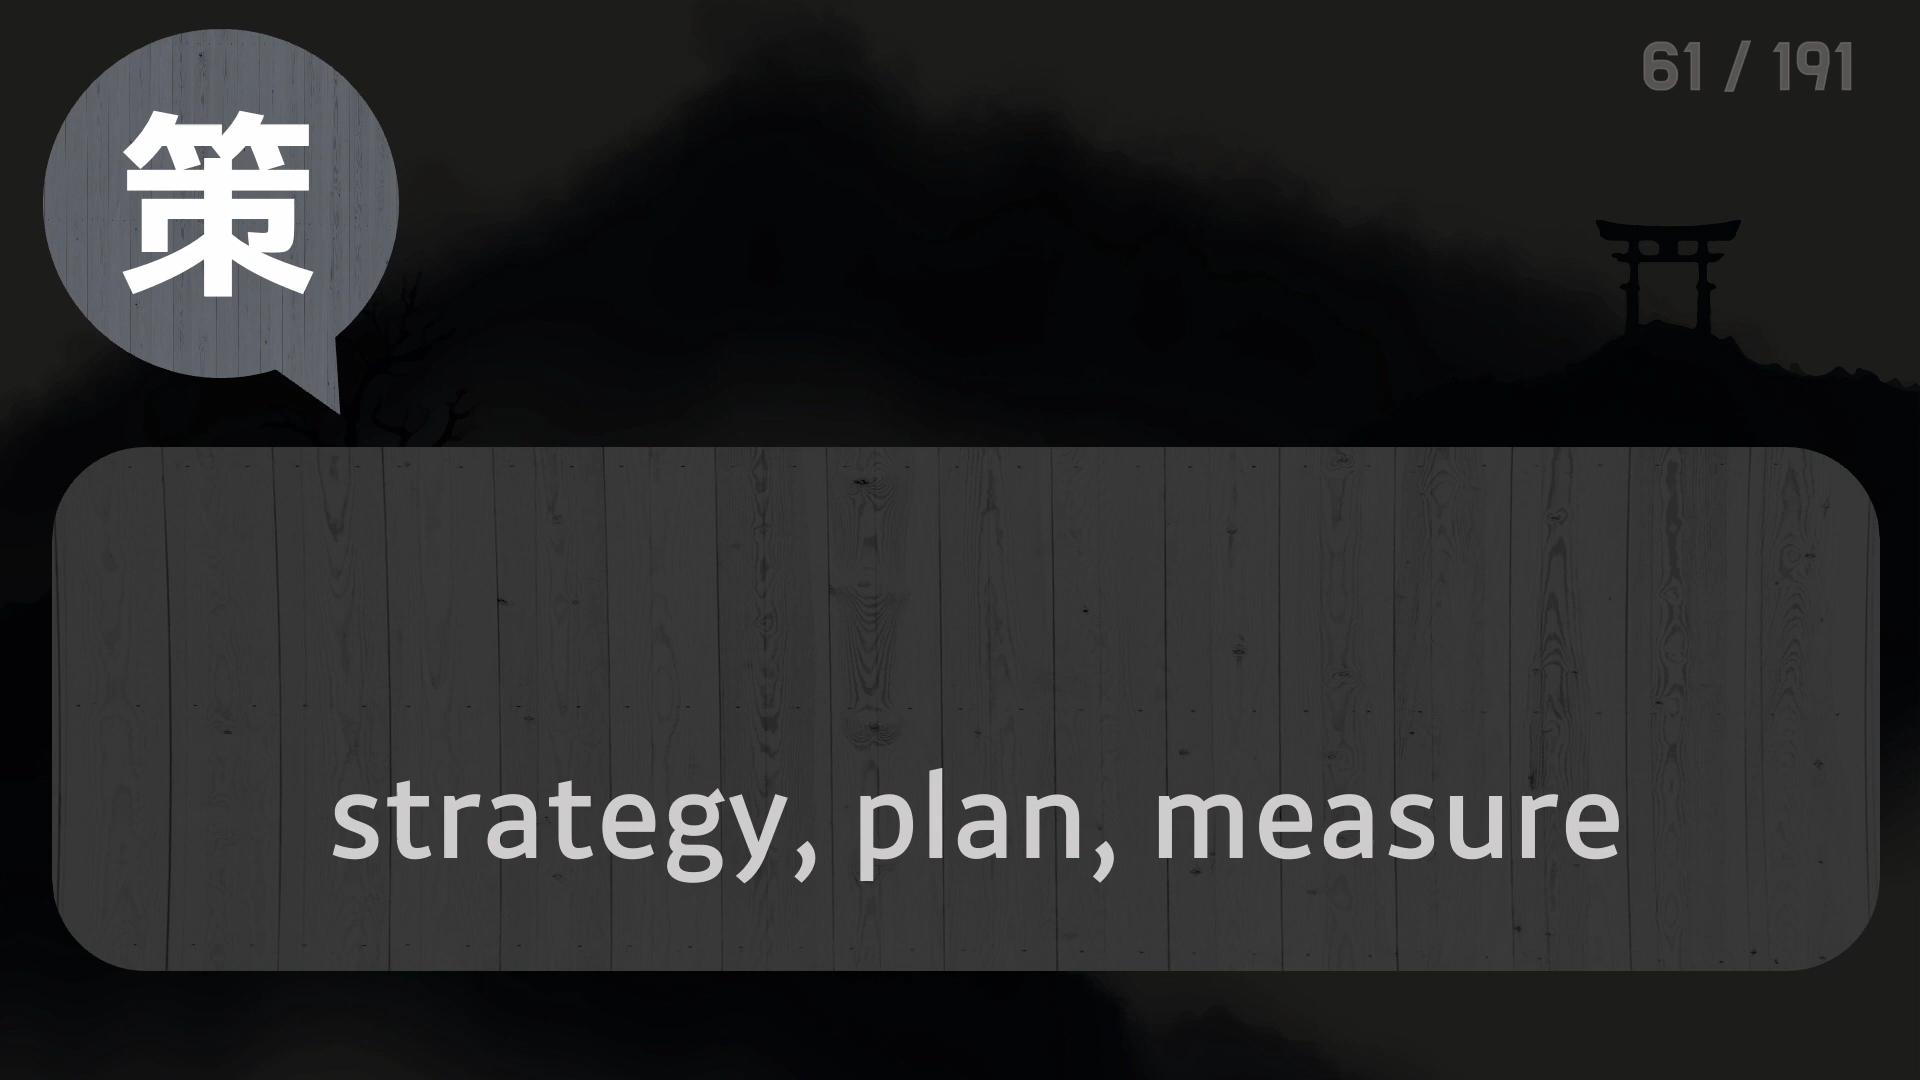 61 / 191
策
strategy, plan, measure